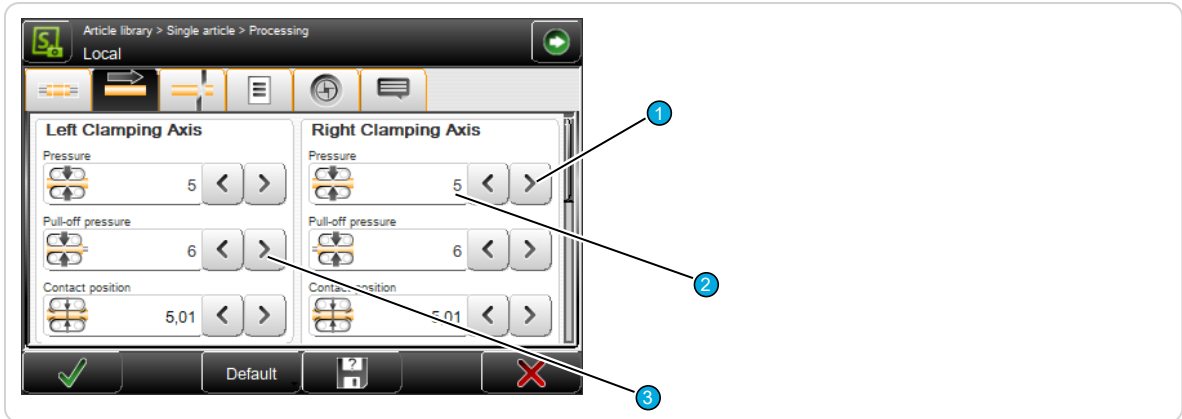 Article library > Single article > Processing
Local
Left Clamping Axis
Pressure
5
Pull-off pressure
6
Contact position
5,01
Right Clamping Axis
Pressure
5
Pull-off pressure
6
Contact position
5,01
Default
1
2
3